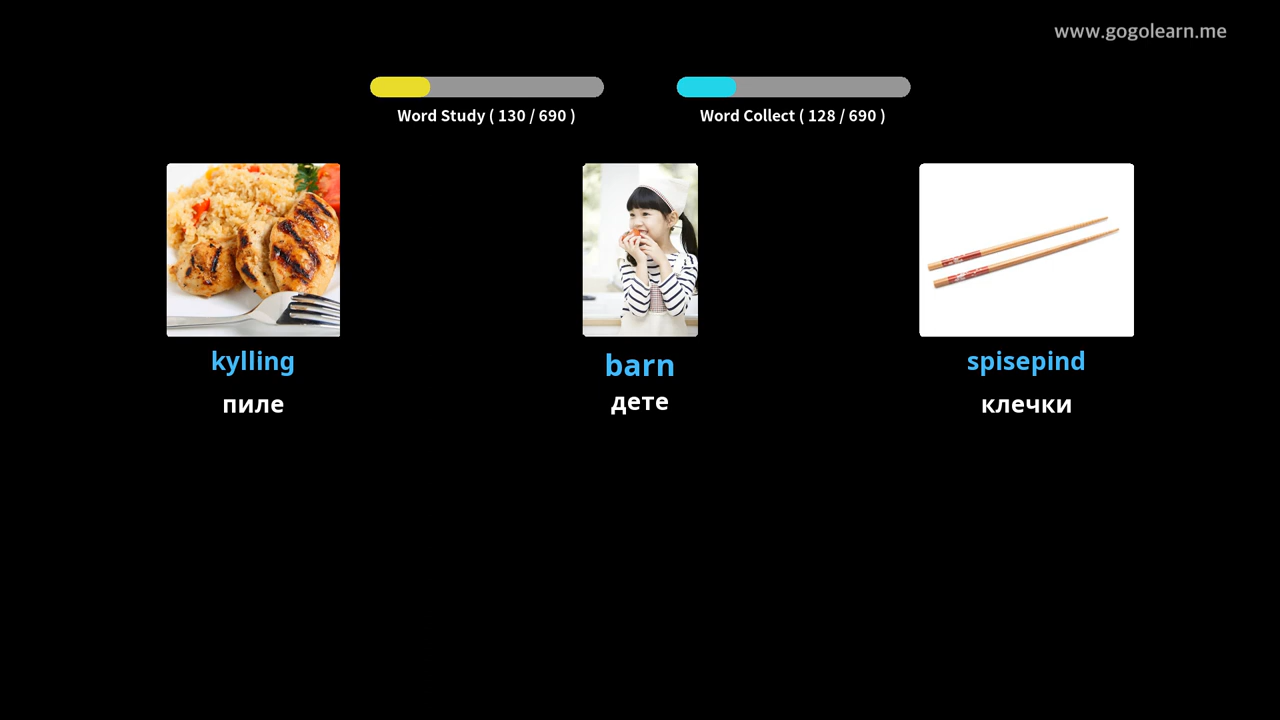 www.gogolearn.me
Word Study ( 130 / 690 )
Word Collect ( 128 / 690 )
kylling
barn
spisepind
пиле
дете
клечки